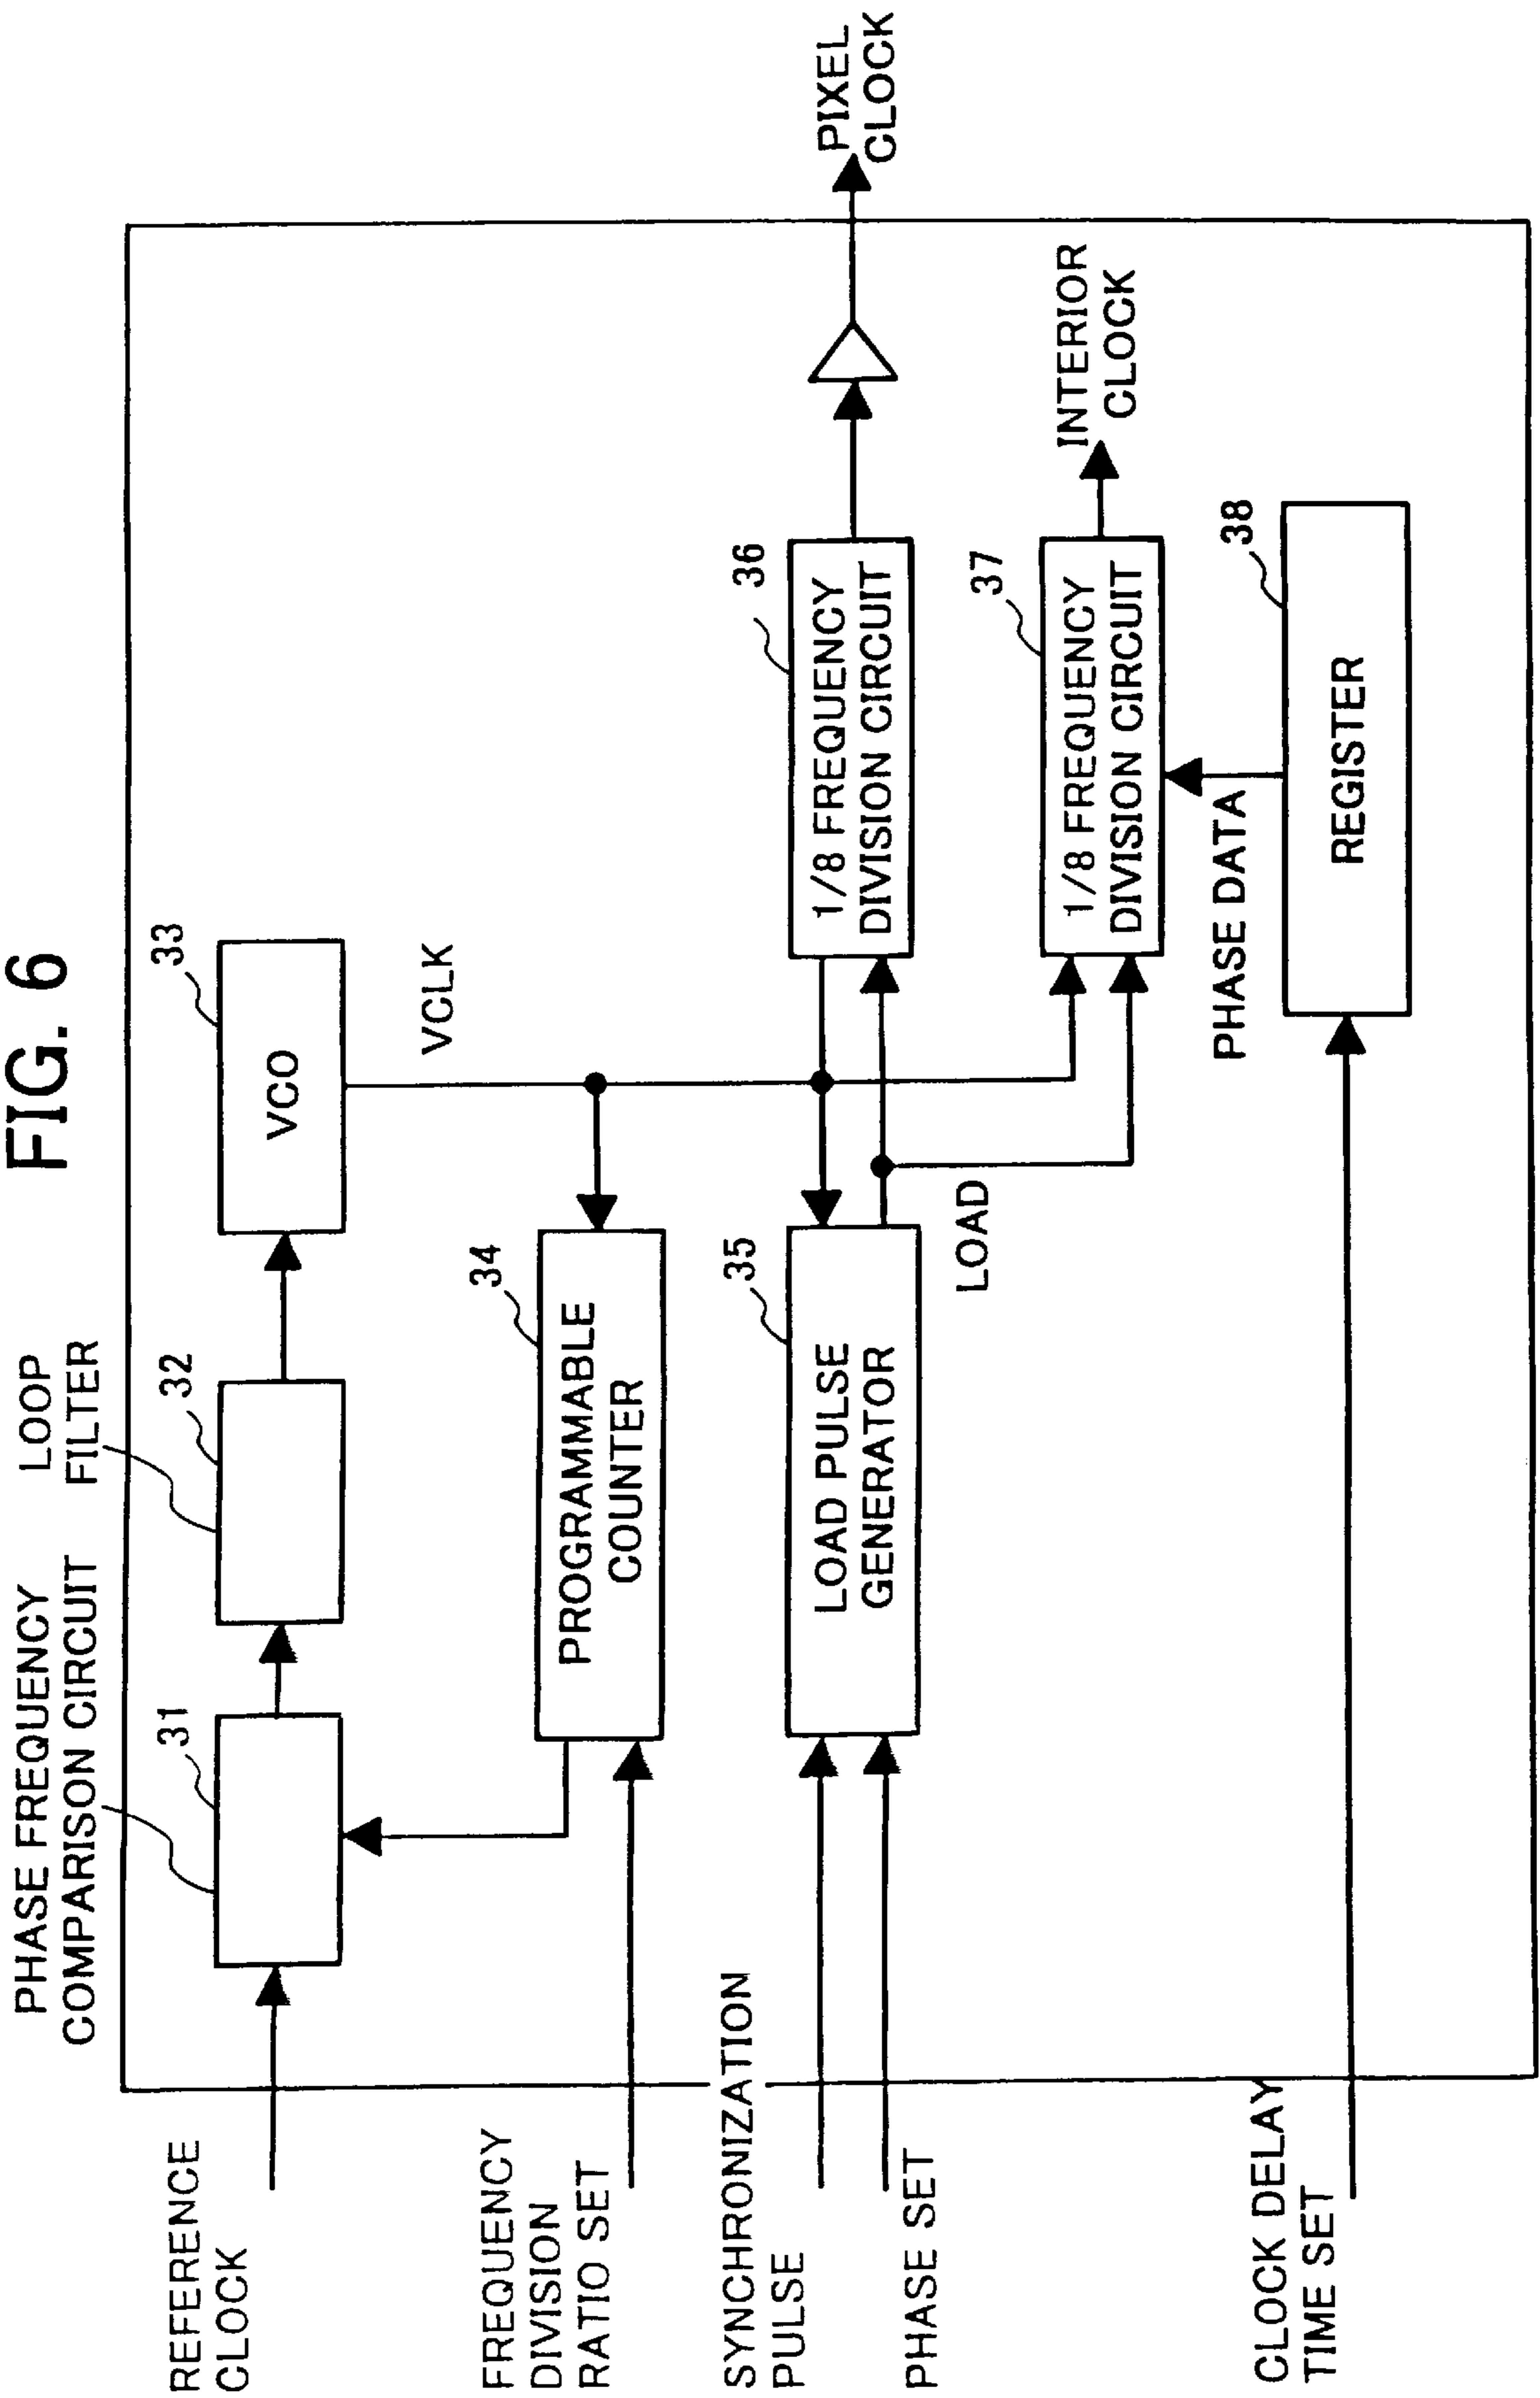 FIG. 6
PHASE FREQUENCY
COMPARISON CIRCUIT
LOOP
FILTER
REFERENCE
CLOCK
31
32
33
VCO
VCLK
FREQUENCY
DIVISION
RATIO SET
34
PROGRAMMABLE
COUNTER
SYNCHRONIZATION
PULSE
PHASE SET
35
LOAD PULSE
GENERATOR
LOAD
36
1/8 FREQUENCY
DIVISION CIRCUIT
PIXEL
CLOCK
37
1/8 FREQUENCY
DIVISION CIRCUIT
INTERIOR
CLOCK
PHASE DATA
38
REGISTER
CLOCK DELAY
TIME SET